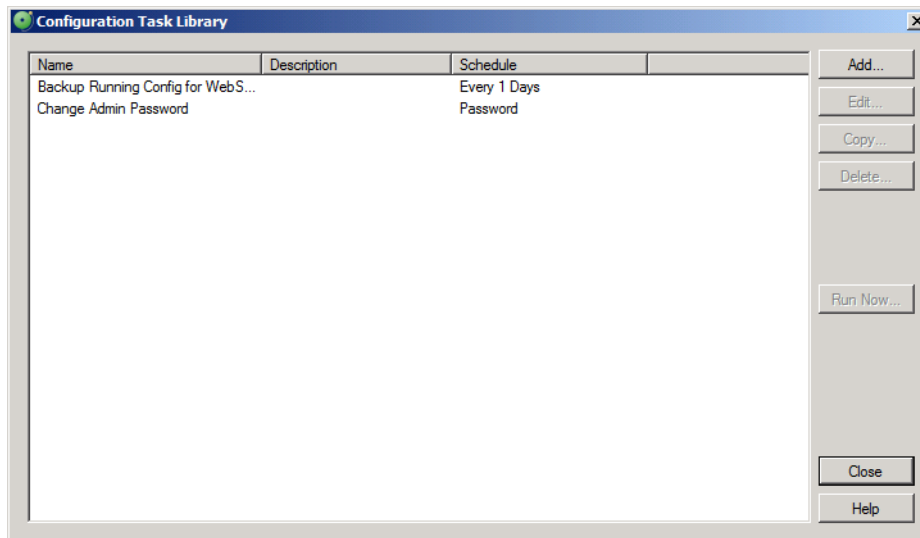 Configuration Task Library
Name Description Schedule
Backup Running Config for WebS... Every 1 Days
Change Admin Password Password
Add...
Edit...
Copy...
Delete...
Run Now...
Close
Help